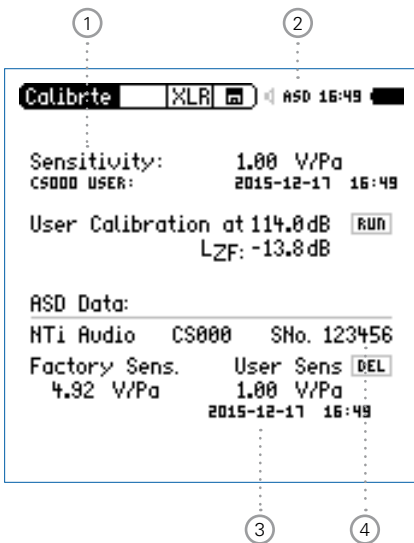 1 2
Calibrte XLR ASD 16:49
Sensitivity: 1.00 V/Pa
CS000 USER: 2015-12-17 16:49
User Calibration at 114.0dB RUN
LZF: -13.8dB
ASD Data:
NTi Audio CS000 SNo. 123456
Factory Sens. User Sens DEL
4.92 V/Pa 1.00 V/Pa
2015-12-17 16:49
3 4